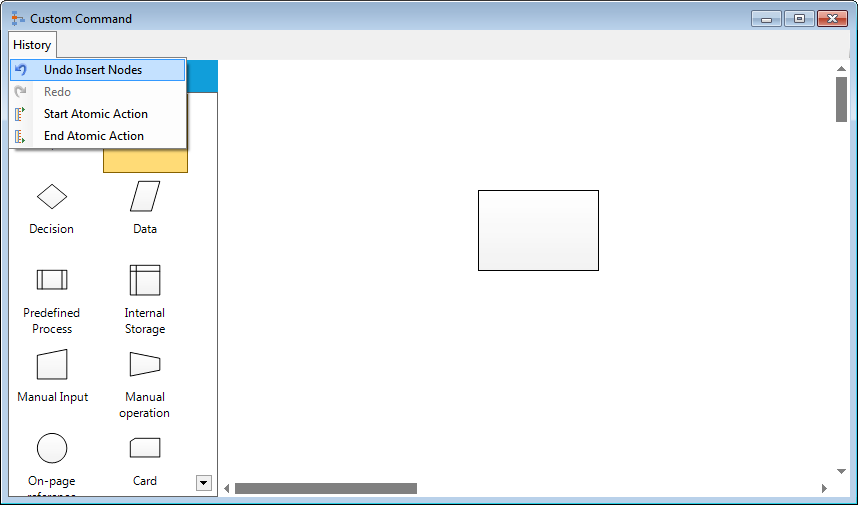 Custom Command
History
Undo Insert Nodes
Redo
Start Atomic Action
End Atomic Action
Decision
Data
Predefined
Process
Internal
Storage
Manual Input
Manual
operation
On-page
reference
Card